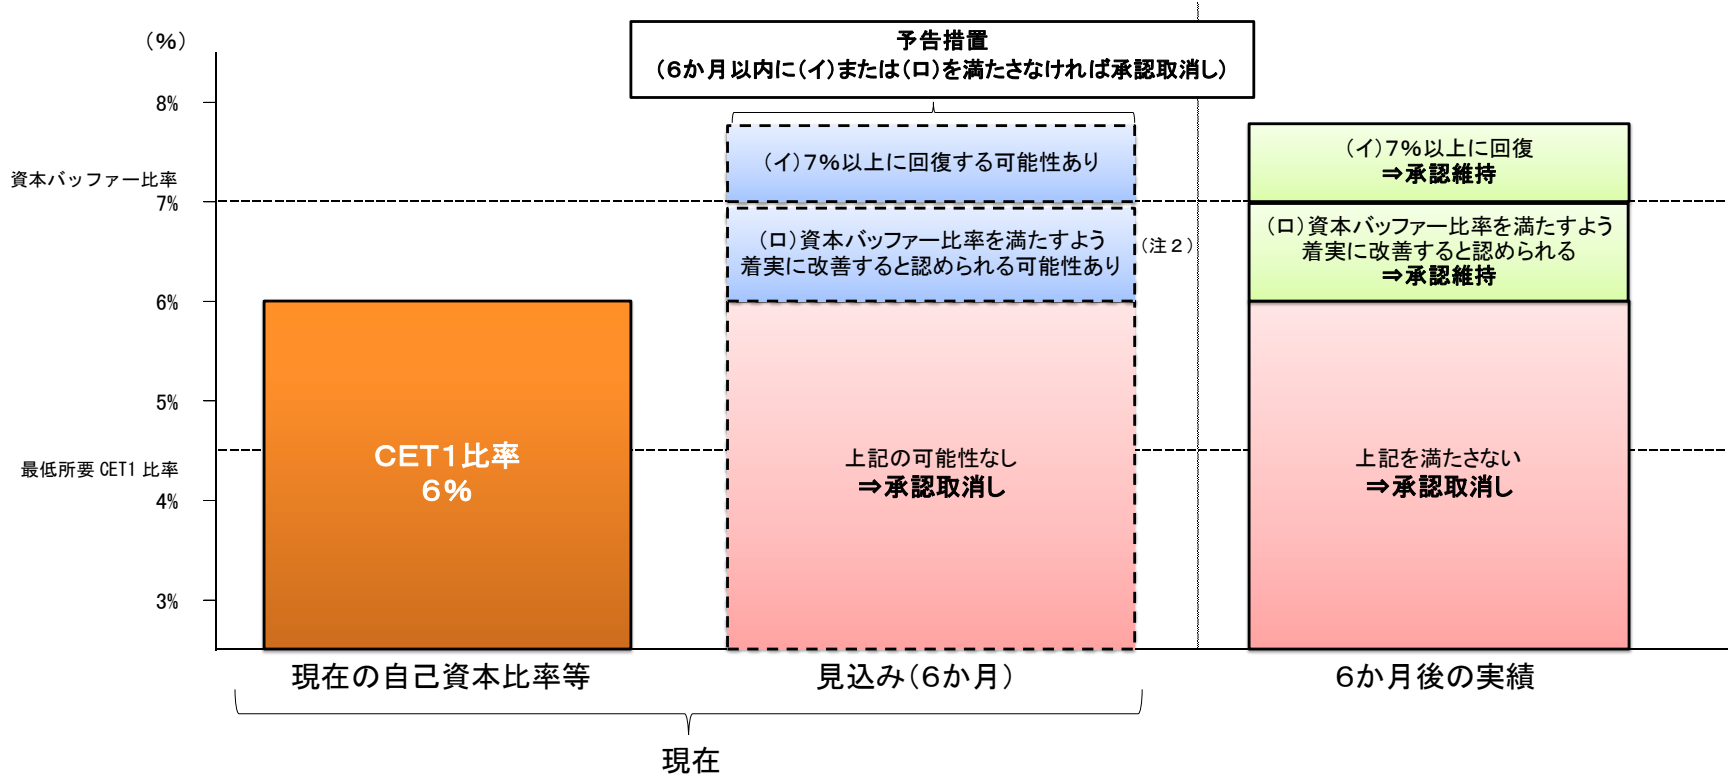 (%)
予告措置
(6か月以内に(イ)または(ロ)を満たさなければ承認取消し)
8%
資本バッファー比率
7%
6%
5%
最低所要 CET1 比率
4%
3%
CET1比率
6%
(イ)7%以上に回復する可能性あり
(ロ)資本バッファー比率を満たすよう
着実に改善すると認められる可能性あり
(注2)
上記の可能性なし
⇒承認取消し
(イ)7%以上に回復
⇒承認維持
(ロ)資本バッファー比率を満たすよう
着実に改善すると認められる
⇒承認維持
上記を満たさない
⇒承認取消し
現在の自己資本比率等
見込み(6か月)
6か月後の実績
現在